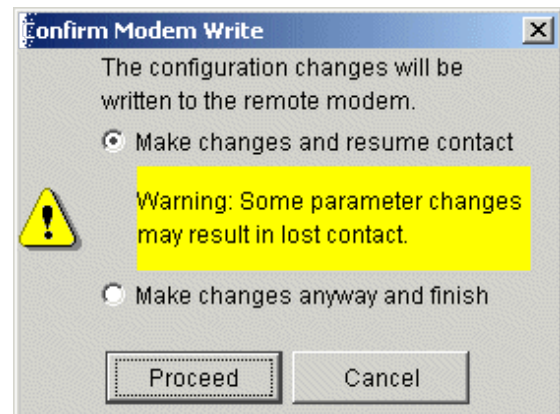 Confirm Modem Write
The configuration changes will be
written to the remote modem.
Make changes and resume contact
Warning: Some parameter changes
may result in lost contact.
Make changes anyway and finish
Proceed
Cancel